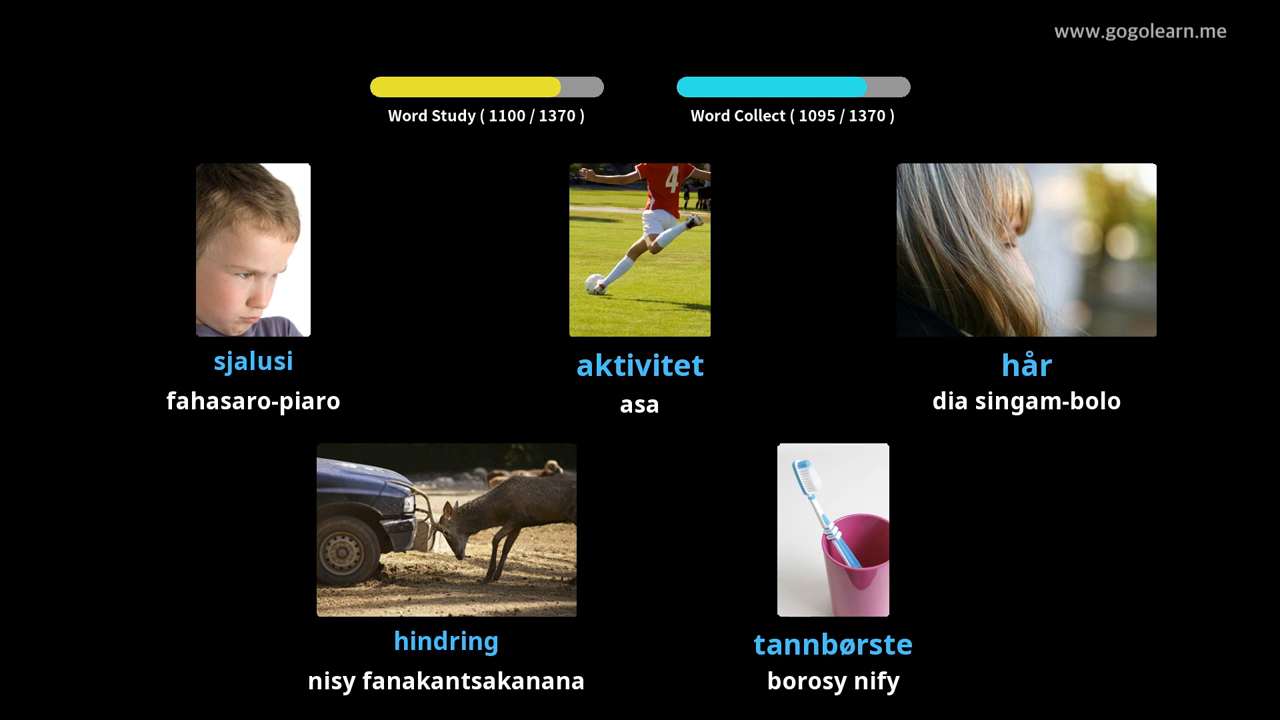 www.gogolearn.me
Word Study ( 1100 / 1370 )
Word Collect ( 1095 / 1370 )
4
sjalusi
fahasaro-piaro
aktivitet
asa
hår
dia singam-bolo
hindring
nisy fanakantsakanana
tannbørste
borosy nify